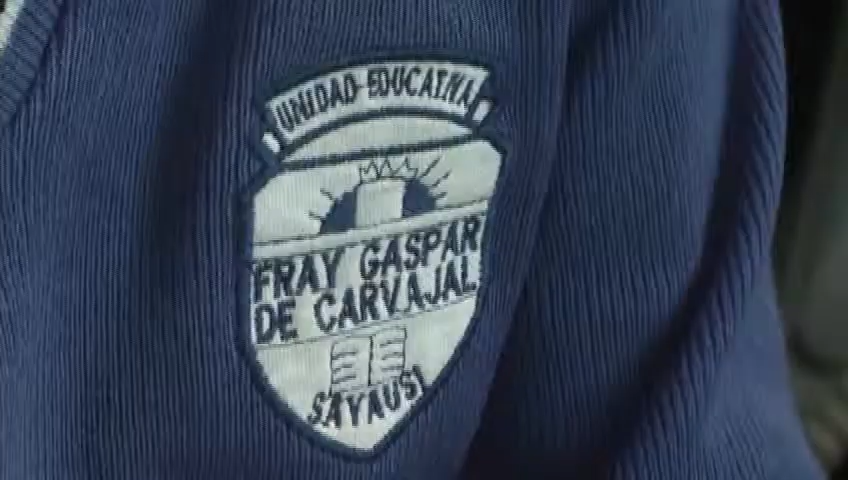 UNIDAD EDUCATIVA
FRAY GASPAR
DE CARVAJAL
SAYAUSI